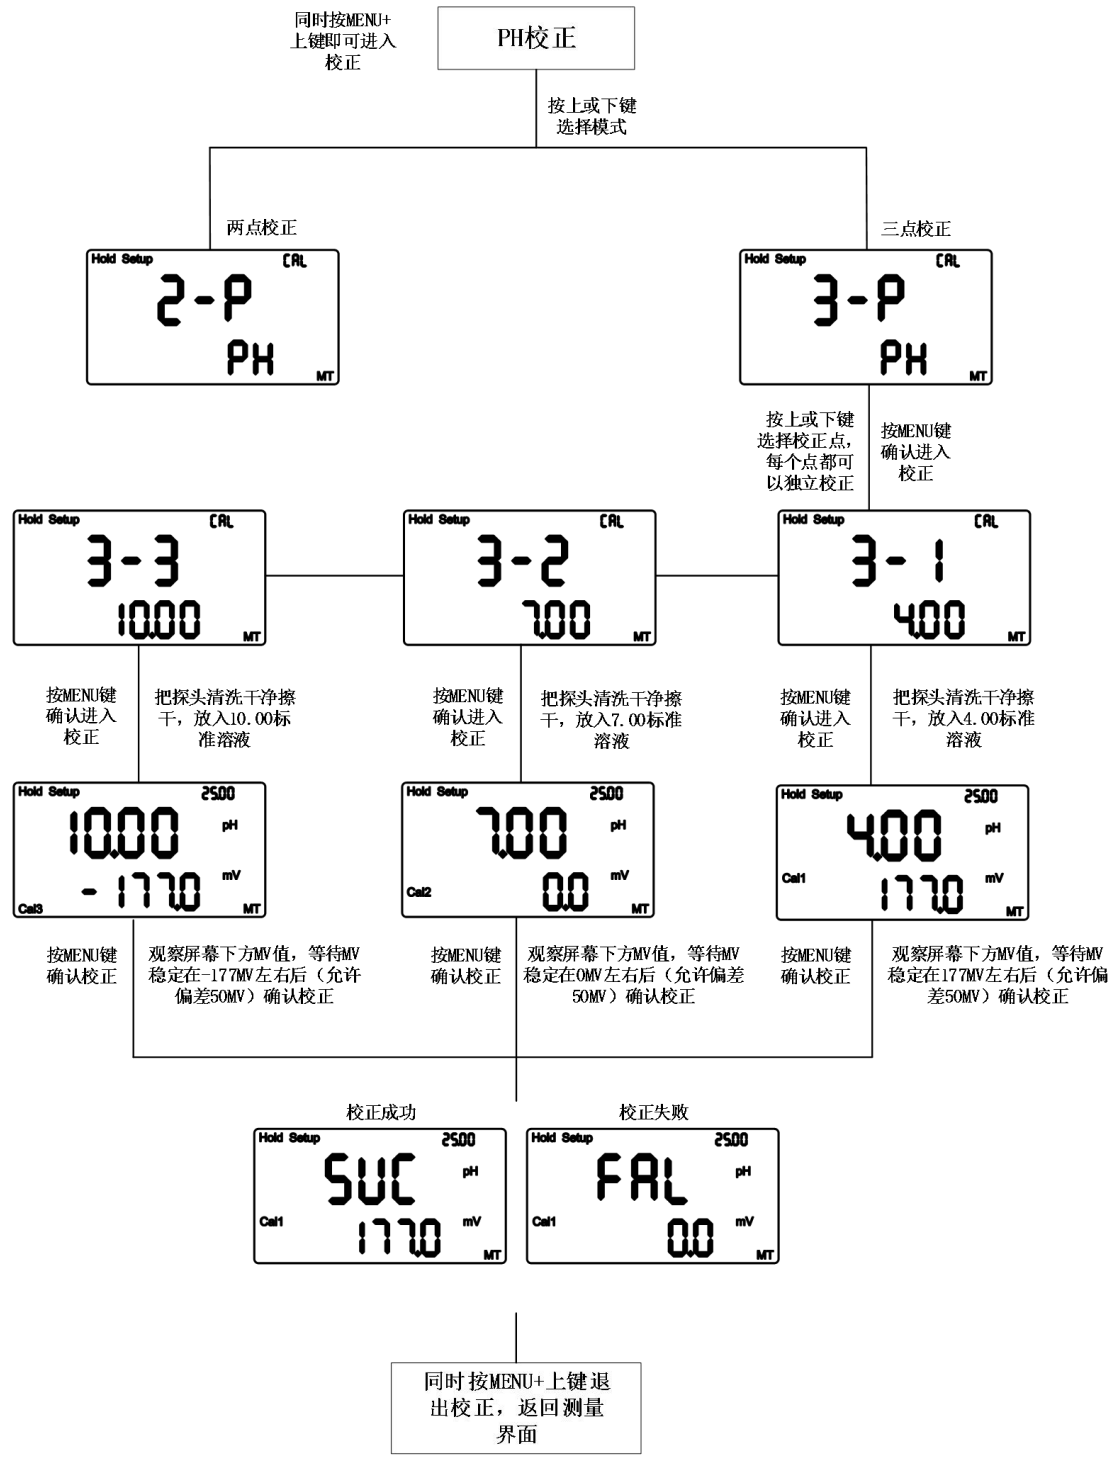 同时按MENU+
上键即可进入
校正
PH校正
按上或下键
选择模式
两点校正
三点校正
Hold Setup CAL
2-P
PH
MT
Hold Setup CAL
3-P
PH
MT
按上或下键
选择校正点，
每个点都可
以独立校正
按MENU键
确认进入
校正
Hold Setup CAL
3-3
10.00
MT
Hold Setup CAL
3-2
7.00
MT
Hold Setup CAL
3-1
4.00
MT
按MENU键
确认进入
校正
把探头清洗干净擦
干，放入10.00标
准溶液
按MENU键
确认进入
校正
把探头清洗干净擦
干，放入7.00标准
溶液
按MENU键
确认进入
校正
把探头清洗干净擦
干，放入4.00标准
溶液
Hold Setup 25.00
10.00 pH
-177.0 mV
Cal3 MT
Hold Setup 25.00
7.00 pH
Cal2 0.0 mV
MT
Hold Setup 25.00
4.00 pH
Cal1 177.0 mV
MT
按MENU键
确认校正
观察屏幕下方MV值，等待MV
稳定在-177MV左右后（允许
偏差50MV）确认校正
按MENU键
确认校正
观察屏幕下方MV值，等待MV
稳定在0MV左右后（允许偏差
50MV）确认校正
按MENU键
确认校正
观察屏幕下方MV值，等待MV
稳定在177MV左右后（允许偏
差50MV）确认校正
校正成功
校正失败
Hold Setup 25.00
SUC pH
Cal1 177.0 mV
MT
Hold Setup 25.00
FAL pH
Cal1 0.0 mV
MT
同时按MENU+上键退
出校正，返回测量
界面